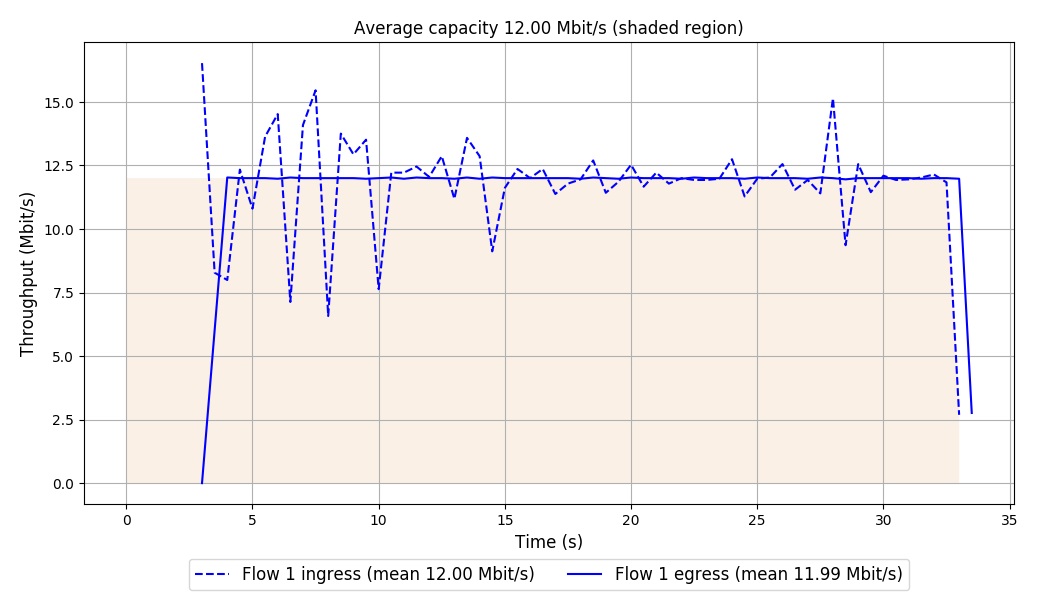 Average capacity 12.00 Mbit/s (shaded region)
Throughput (Mbit/s)
15.0
12.5
10.0
7.5
5.0
2.5
0.0
0 5 10 15 20 25 30 35
Time (s)
Flow 1 ingress (mean 12.00 Mbit/s) Flow 1 egress (mean 11.99 Mbit/s)